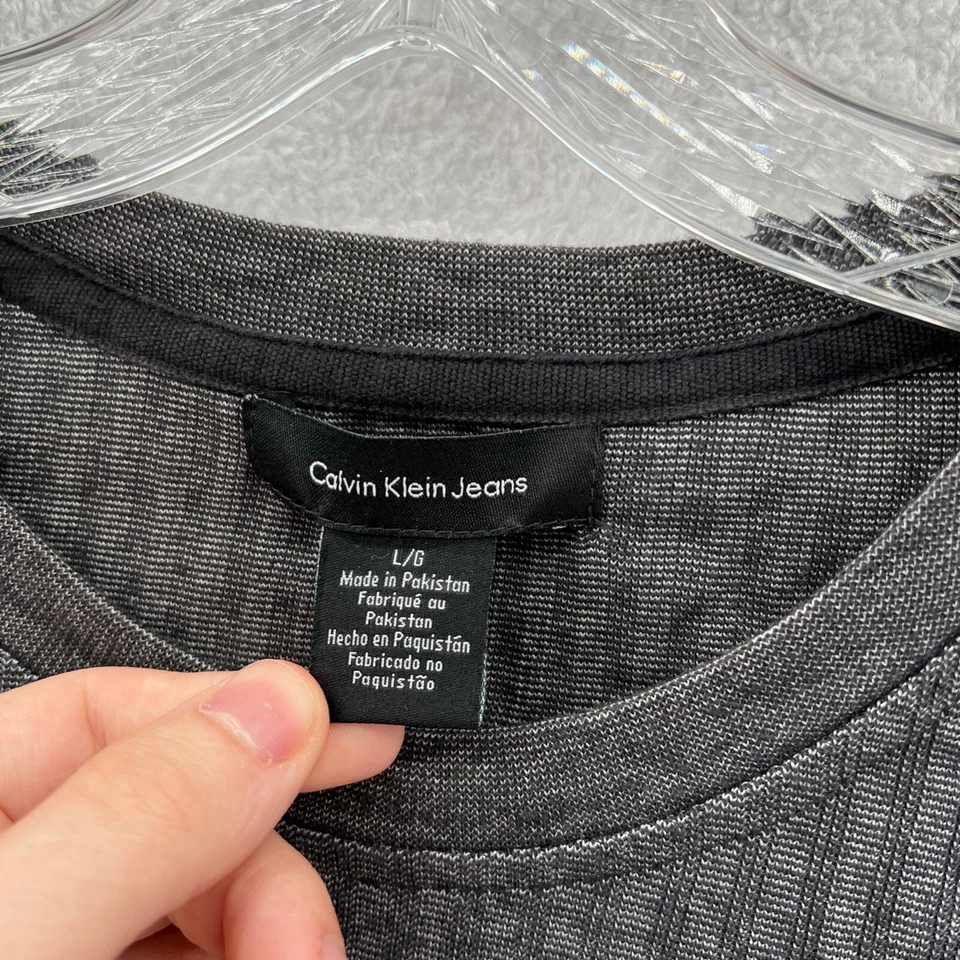 Calvin Klein Jeans
L/G
Made in Pakistan
Fabriqué au
Pakistan
Hecho en Paquistán
Fabricado no
Paquistão